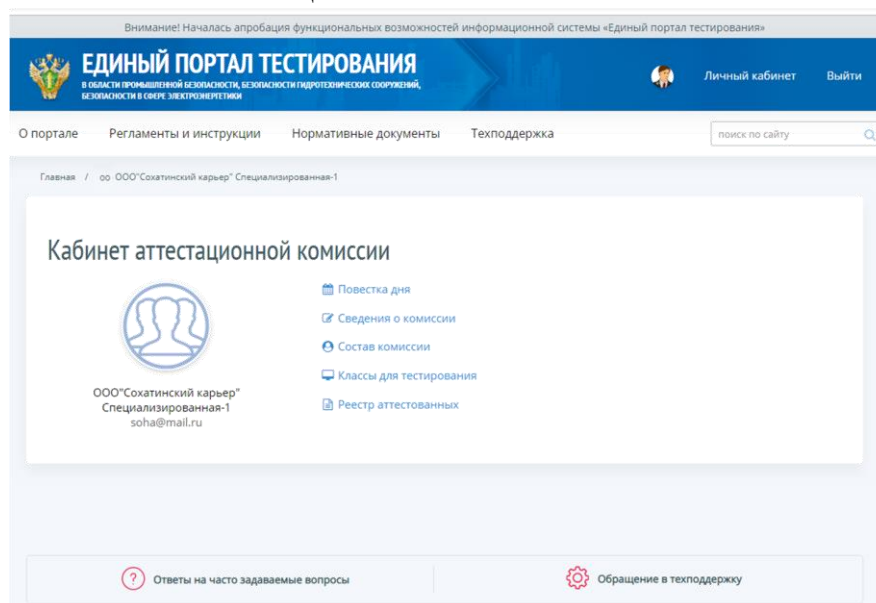 Внимание! Началась апробация функциональных возможностей информационной системы «Единый портал тестирования»
ЕДИНЫЙ ПОРТАЛ ТЕСТИРОВАНИЯ
В ОБЛАСТИ ПРОМЫШЛЕННОЙ БЕЗОПАСНОСТИ, БЕЗОПАСНОСТИ ГИДРОТЕХНИЧЕСКИХ СООРУЖЕНИЙ,
БЕЗОПАСНОСТИ В СФЕРЕ ЭЛЕКТРОЭНЕРГЕТИКИ
Личный кабинет Выйти
О портале Регламенты и инструкции Нормативные документы Техподдержка поиск по сайту
Главная / оо ООО"Сохатинский карьер" Специализированная-1
Кабинет аттестационной комиссии
Повестка дня
Сведения о комиссии
Состав комиссии
Классы для тестирования
Реестр аттестованных
ООО"Сохатинский карьер"
Специализированная-1
soha@mail.ru
Ответы на часто задаваемые вопросы Обращение в техподдержку